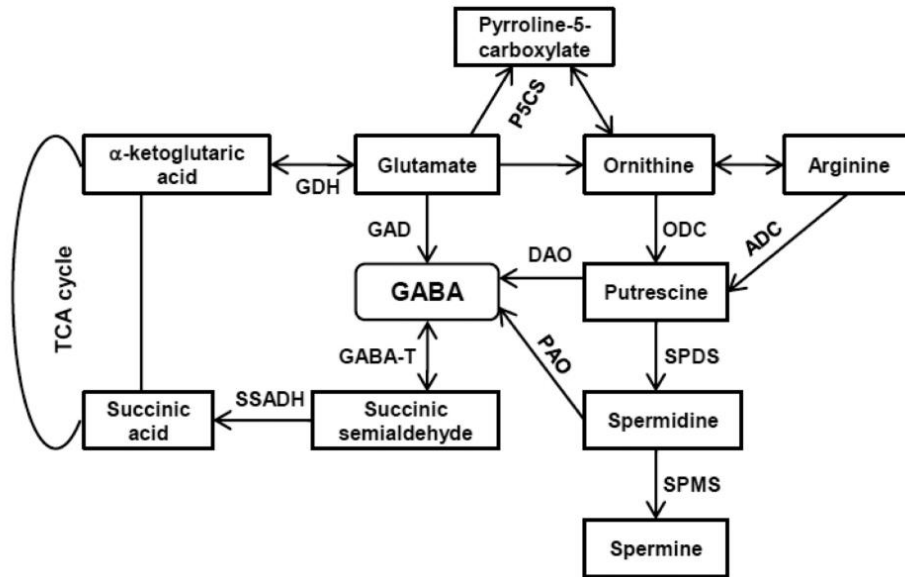 Pyrroline-5-
carboxylate
P5CS
α-ketoglutaric
acid
GDH
Glutamate
Ornithine
Arginine
GAD
ODC
ADC
DAO
TCA cycle
GABA
Putrescine
GABA-T
PAO
SPDS
Succinic
acid
SSADH
Succinic
semialdehyde
Spermidine
SPMS
Spermine